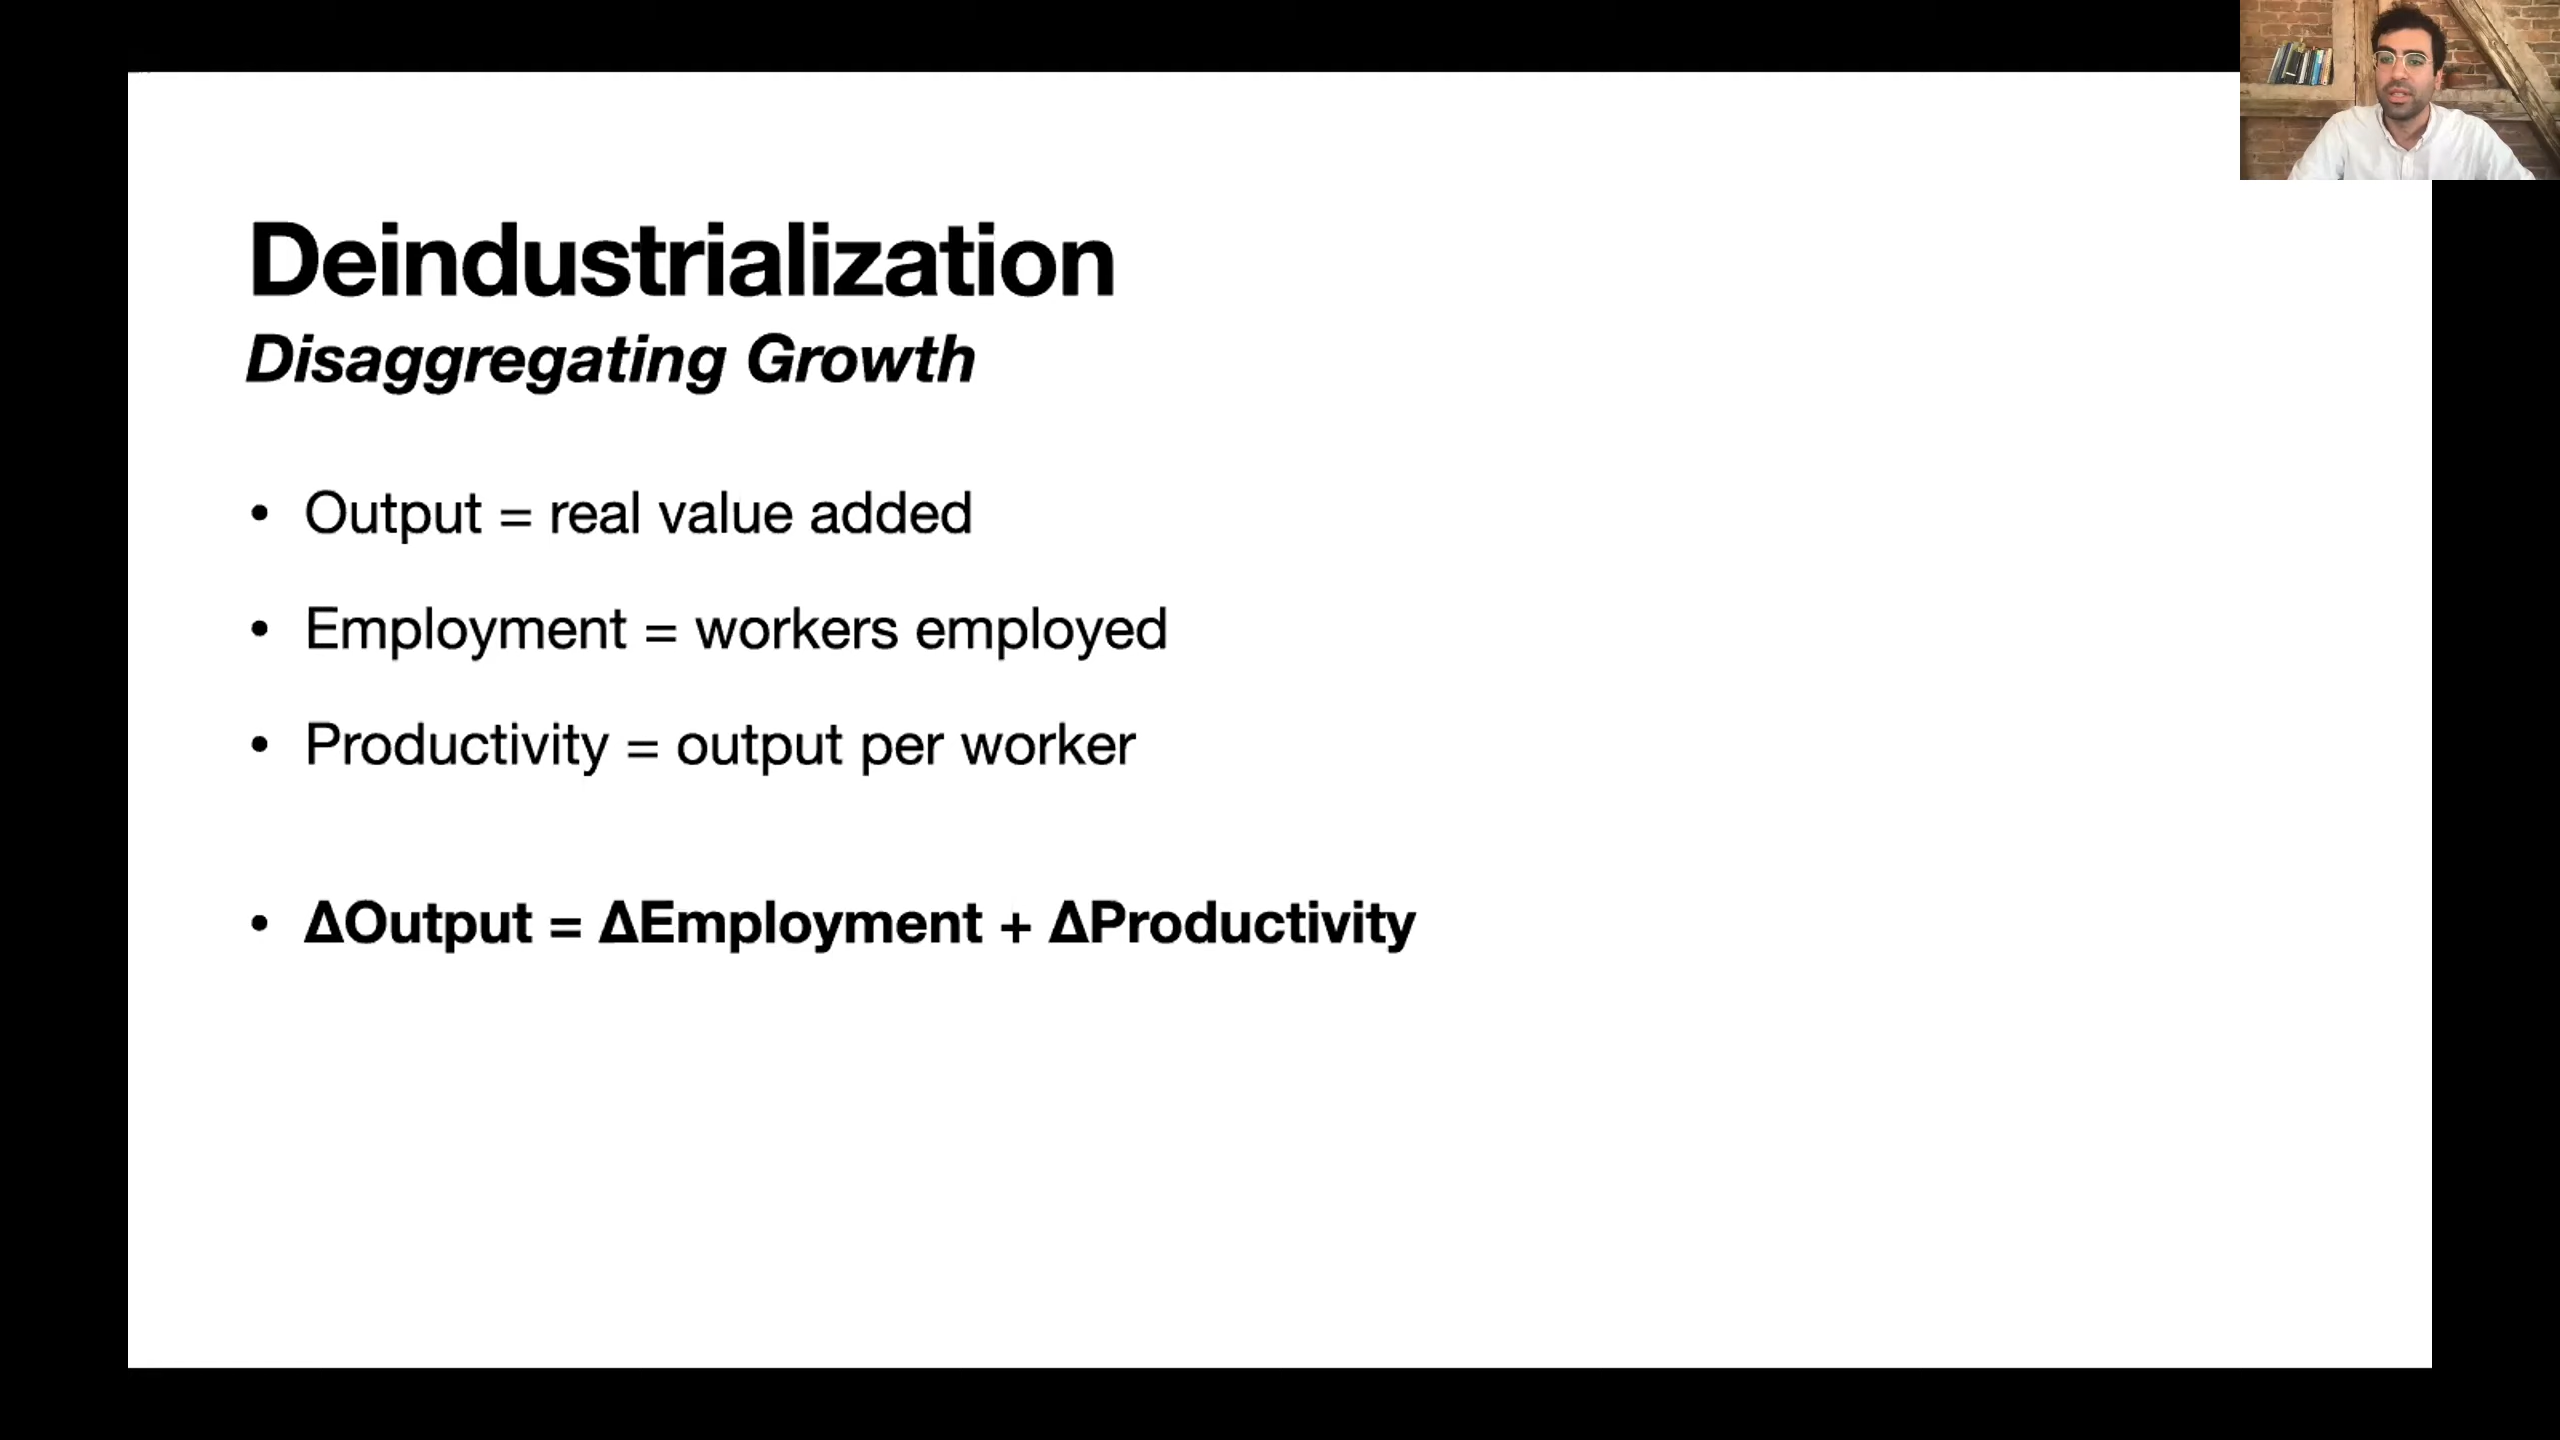 Deindustrialization
Disaggregating Growth
• Output = real value added
• Employment = workers employed
• Productivity = output per worker
• ΔOutput = ΔEmployment + ΔProductivity